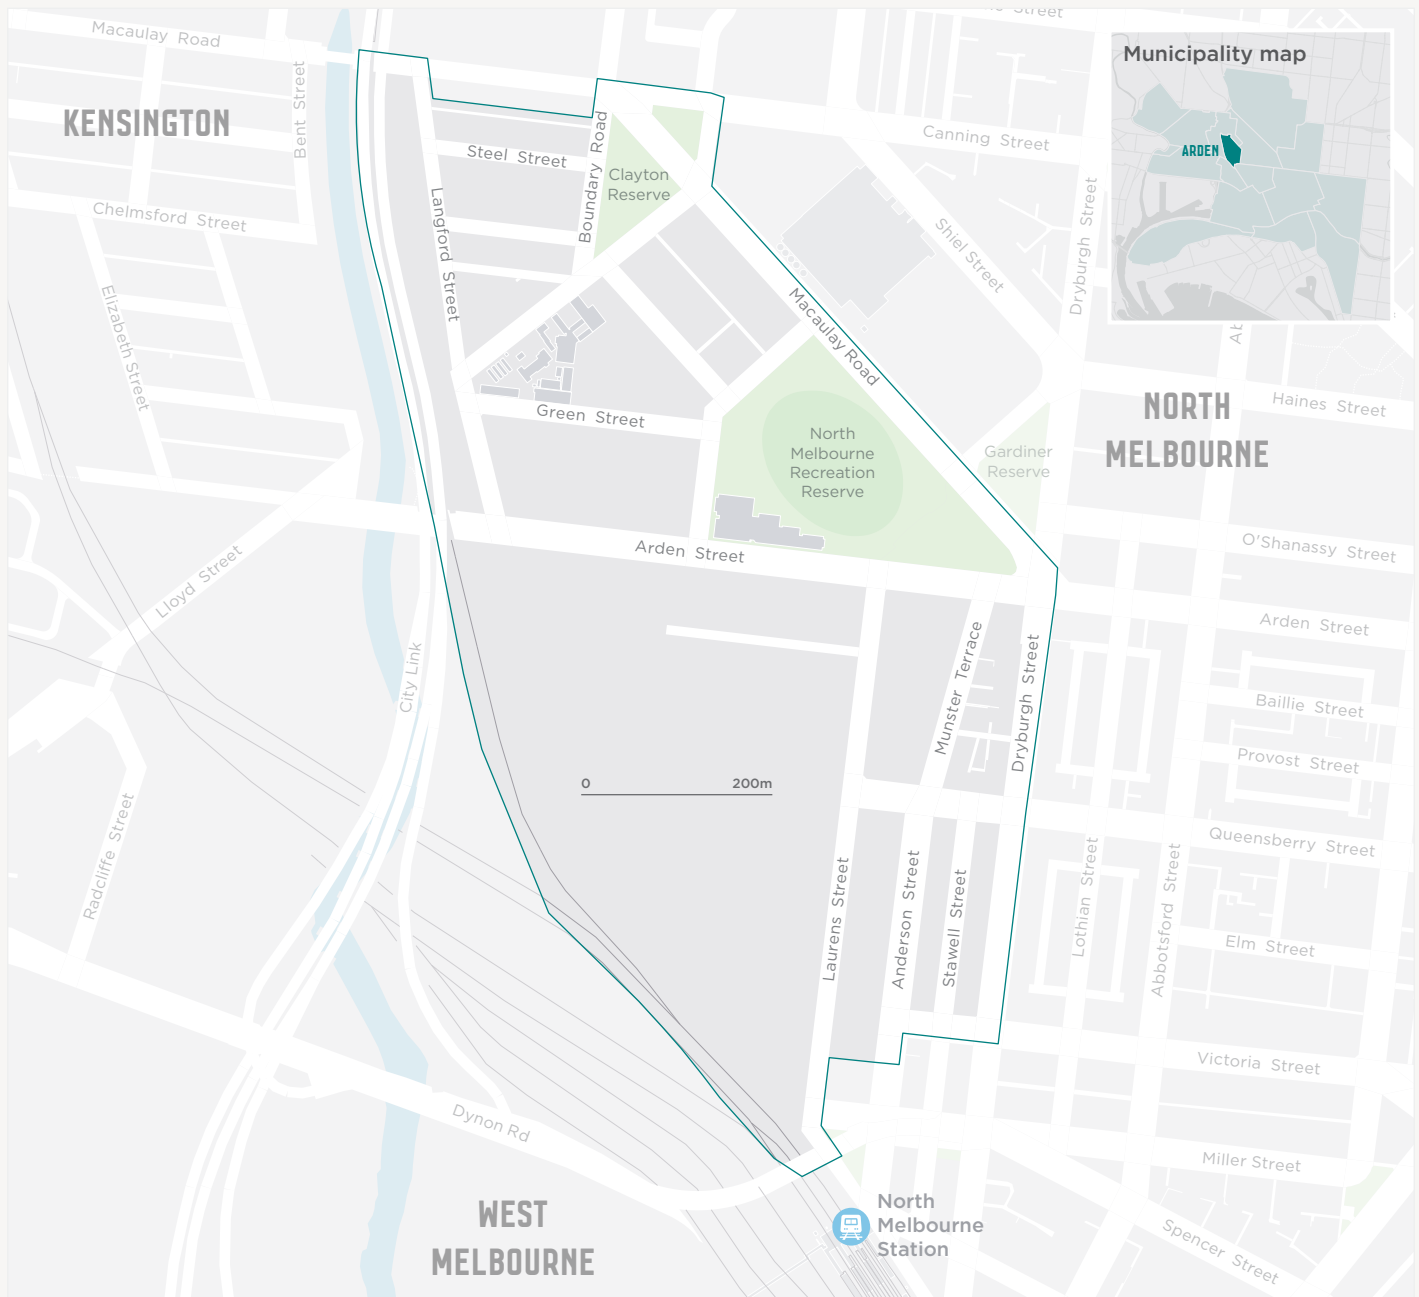 Macaulay Road
Bent Street
KENSINGTON
Chelmsford Street
Elizabeth Street
Lloyd Street
Radcliffe Street
City Link
Steel Street
Langford Street
Boundary Road
Clayton
Reserve
Green Street
Macaulay Road
North
Melbourne
Recreation
Reserve
Arden Street
Canning Street
Shiel Street
Dryburgh Street
Street
Municipality map
ARDEN
Gardiner
Reserve
NORTH
MELBOURNE
Haines Street
O'Shanassy Street
Arden Street
Baillie Street
Provost Street
Queensberry Street
Elm Street
Victoria Street
Miller Street
Spencer Street
Munster Terrace
Dryburgh Street
0 200m
Laurens Street
Anderson Street
Stawell Street
Lothian Street
Abbotsford Street
Ab
Dynon Rd
WEST
MELBOURNE
North
Melbourne
Station